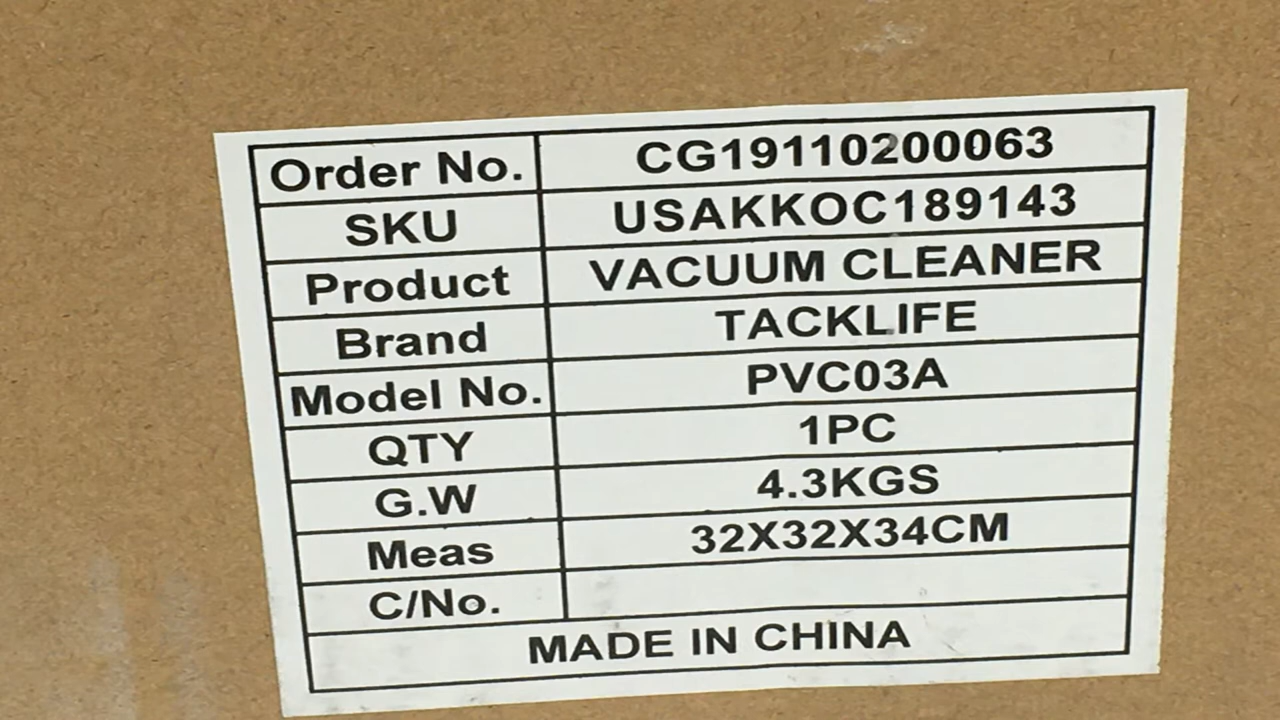 Order No. CG19110200063
SKU USAKKOC189143
Product VACUUM CLEANER
Brand TACKLIFE
Model No. PVC03A
QTY 1PC
G.W 4.3KGS
Meas 32X32X34CM
C/No.
MADE IN CHINA